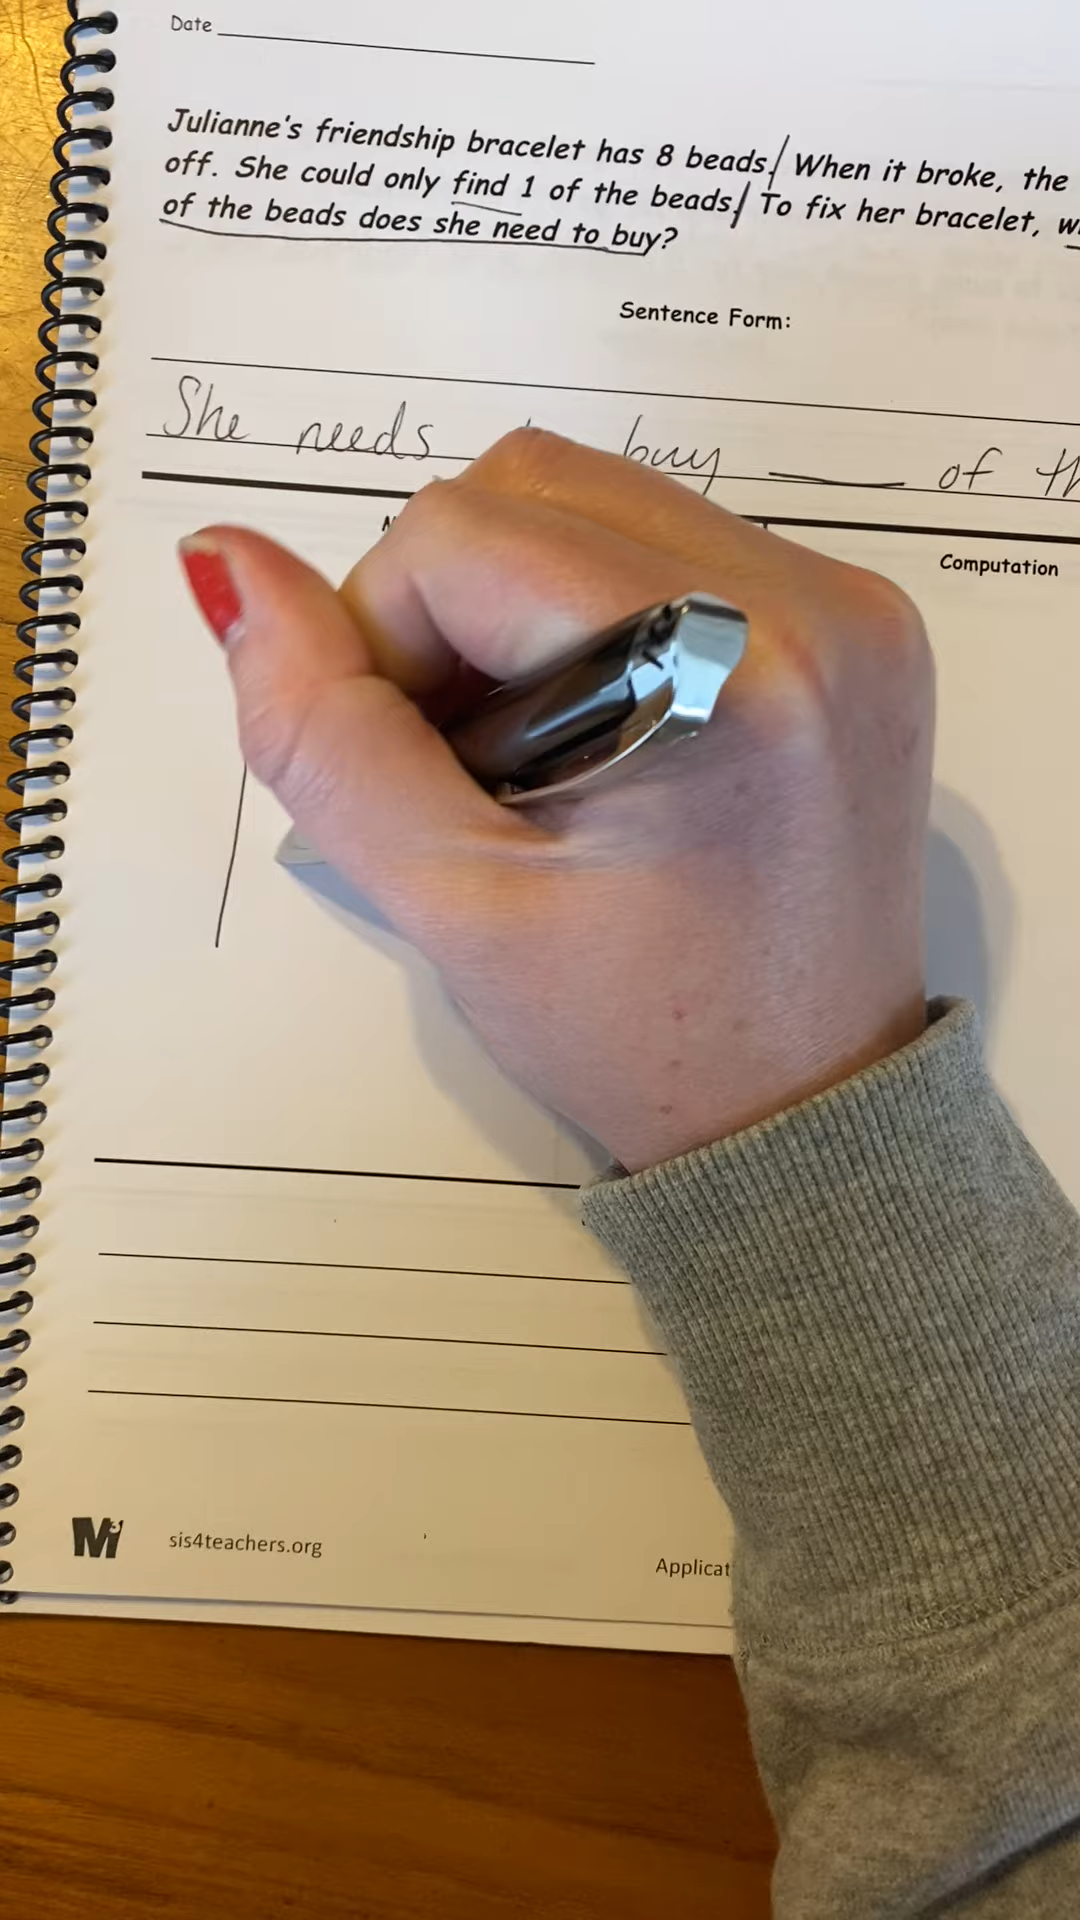 Date
Julianne's friendship bracelet has 8 beads. When it broke, the
off. She could only find 1 of the beads. To fix her bracelet,
of the beads does she need to buy?
Sentence Form:
She needs buy ___ of
Computation
sis4teachers.org